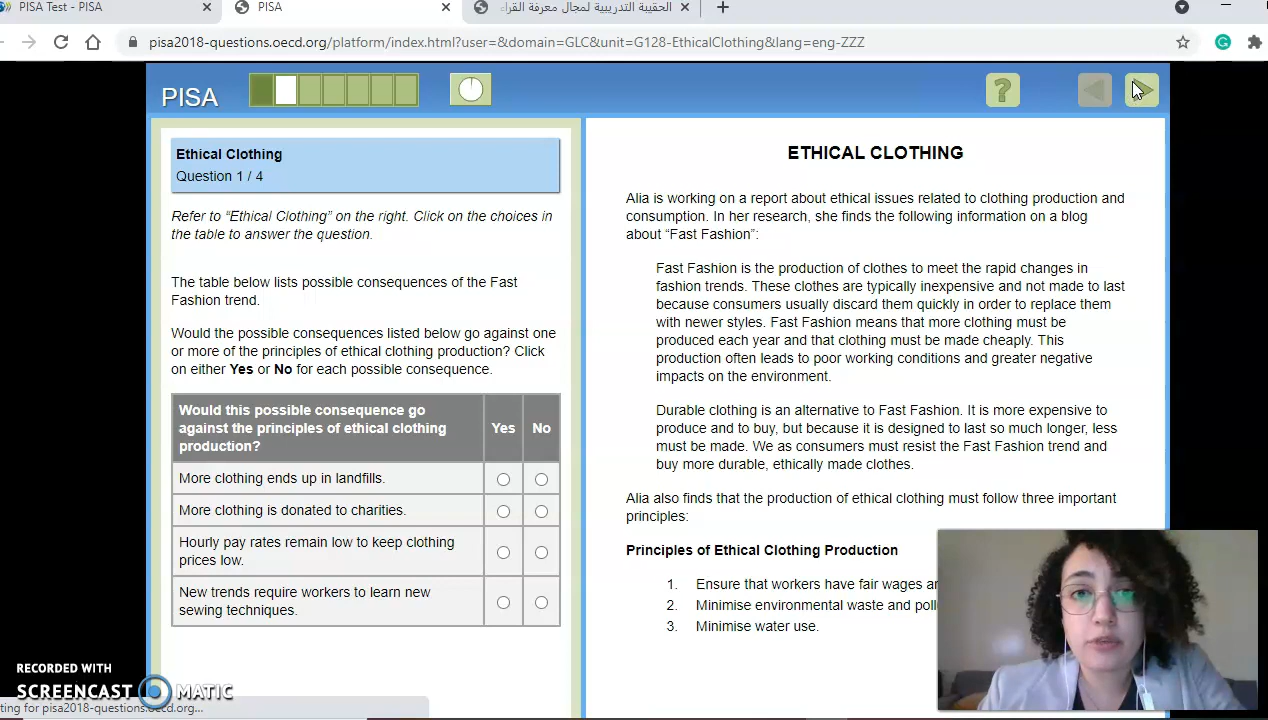 PISA Test - PISA
PISA
الحقيبة التدريبية لمجال معرفة القراء
pisa2018-questions.oecd.org/platform/index.html?user=&domain=GLC&unit=G128-EthicalClothing&lang=eng-ZZZ
PISA
?
Ethical Clothing
Question 1 / 4
Refer to “Ethical Clothing” on the right. Click on the choices in
the table to answer the question.
The table below lists possible consequences of the Fast
Fashion trend.
Would the possible consequences listed below go against one
or more of the principles of ethical clothing production? Click
on either Yes or No for each possible consequence.
Would this possible consequence go
against the principles of ethical clothing
production?
Yes No
More clothing ends up in landfills.
More clothing is donated to charities.
Hourly pay rates remain low to keep clothing
prices low.
New trends require workers to learn new
sewing techniques.
ETHICAL CLOTHING
Alia is working on a report about ethical issues related to clothing production and
consumption. In her research, she finds the following information on a blog
about “Fast Fashion”:
Fast Fashion is the production of clothes to meet the rapid changes in
fashion trends. These clothes are typically inexpensive and not made to last
because consumers usually discard them quickly in order to replace them
with newer styles. Fast Fashion means that more clothing must be
produced each year and that clothing must be made cheaply. This
production often leads to poor working conditions and greater negative
impacts on the environment.
Durable clothing is an alternative to Fast Fashion. It is more expensive to
produce and to buy, but because it is designed to last so much longer, less
must be made. We as consumers must resist the Fast Fashion trend and
buy more durable, ethically made clothes.
Alia also finds that the production of ethical clothing must follow three important
principles:
Principles of Ethical Clothing Production
1. Ensure that workers have fair wages
2. Minimise environmental waste and
3. Minimise water use.
RECORDED WITH
SCREENCAST MATIC
ting for pisa2018-questions.oecd.org...